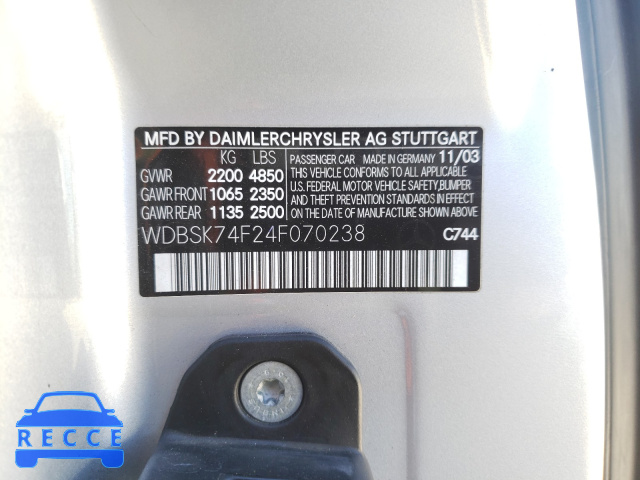 MFD BY DAIMLERCHRYSLER AG STUTTGART
KG LBS
GVWR 2200 4850
GAWR FRONT 1065 2350
GAWR REAR 1135 2500
PASSENGER CAR MADE IN GERMANY 11/03
THIS VEHICLE CONFORMS TO ALL APPLICABLE
U.S. FEDERAL MOTOR VEHICLE SAFETY, BUMPER
AND THEFT PREVENTION STANDARDS IN EFFECT
ON THE DATE OF MANUFACTURE SHOWN ABOVE.
WDBSK74F24F070238 C744
RECCE